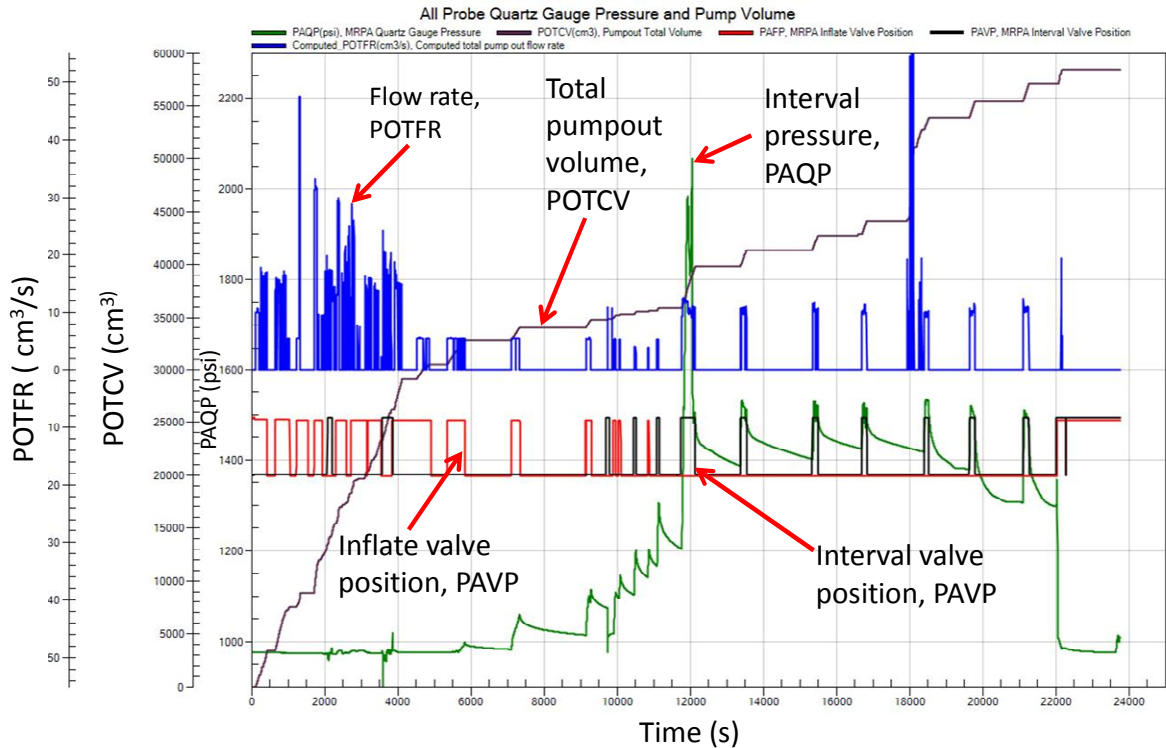 All Probe Quartz Gauge Pressure and Pump Volume
PAQP(psi), MRPA Quartz Gauge Pressure POTCV(cm3), Pumpout Total Volume PAFP, MRPA Inflate Valve Position PAVP, MRPA Interval Valve Position
Computed_POTFR(cm3/s), Computed total pump out flow rate
POTFR ( cm³/s)
50
40
30
20
10
0
10
20
30
40
50
POTCV (cm³)
60000
55000
50000
45000
40000
35000
30000
25000
20000
15000
10000
5000
0
PAQP (psi)
2200
2000
1800
1600
1400
1200
1000
Flow rate,
POTFR
Total
pumpout
volume,
POTCV
Interval
pressure,
PAQP
Inflate valve
position, PAVP
Interval valve
position, PAVP
0 2000 4000 6000 8000 10000 12000 14000 16000 18000 20000 22000 24000
Time (s)